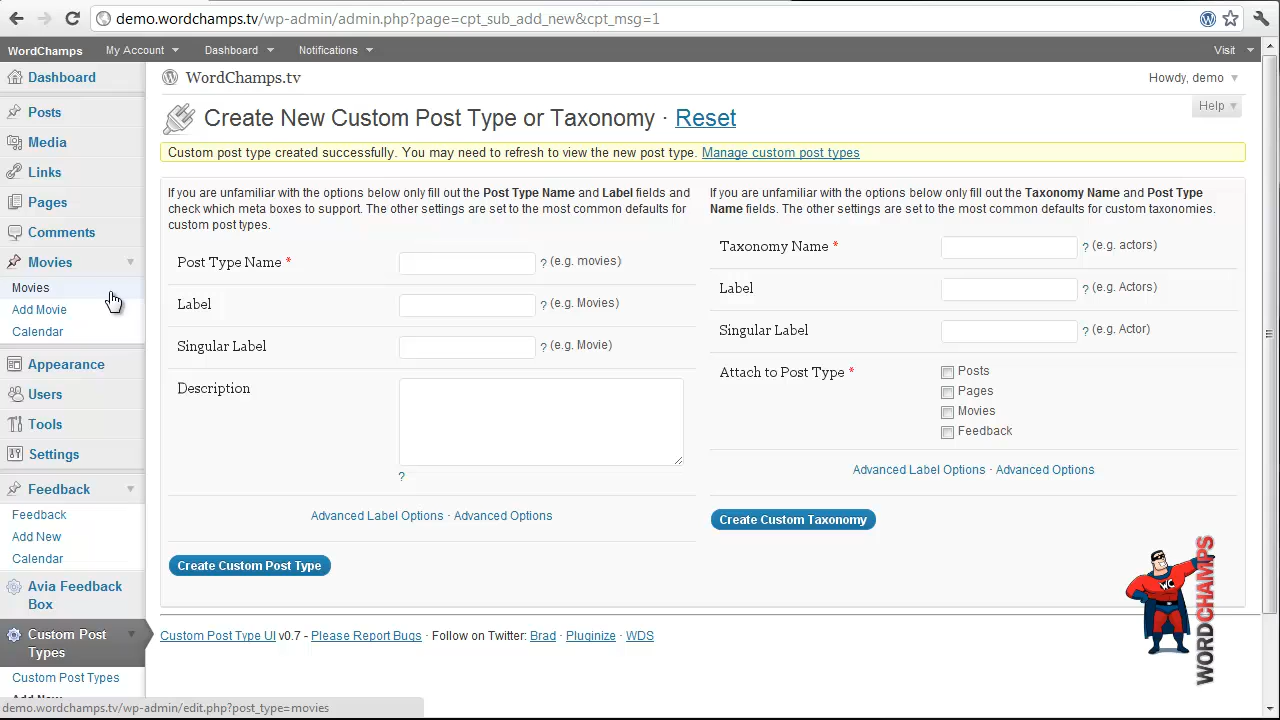 demo.wordchamps.tv/wp-admin/admin.php?page=cpt_sub_add_new&cpt_msg=1
WordChamps My Account Dashboard Notifications Visit
Dashboard
Posts
Media
Links
Pages
Comments
Movies
Movies
Add Movie
Calendar
Appearance
Users
Tools
Settings
Feedback
Feedback
Add New
Calendar
Avia Feedback
Box
Custom Post
Types
Custom Post Types
Add New
demo.wordchamps.tv/wp-admin/edit.php?post_type=movies
WordChamps.tv
Howdy, demo
Help
Create New Custom Post Type or Taxonomy · Reset
Custom post type created successfully. You may need to refresh to view the new post type. Manage custom post types
If you are unfamiliar with the options below only fill out the Post Type Name and Label fields and
check which meta boxes to support. The other settings are set to the most common defaults for
custom post types.
Post Type Name * ? (e.g. movies)
Label ? (e.g. Movies)
Singular Label ? (e.g. Movie)
Description
?
Advanced Label Options · Advanced Options
Create Custom Post Type
If you are unfamiliar with the options below only fill out the Taxonomy Name and Post Type
Name fields. The other settings are set to the most common defaults for custom taxonomies.
Taxonomy Name * ? (e.g. actors)
Label ? (e.g. Actors)
Singular Label ? (e.g. Actor)
Attach to Post Type * Posts
Pages
Movies
Feedback
Advanced Label Options · Advanced Options
Create Custom Taxonomy
Custom Post Type UI v0.7 - Please Report Bugs · Follow on Twitter: Brad · Pluginize · WDS
WC
WORDCHAMPS